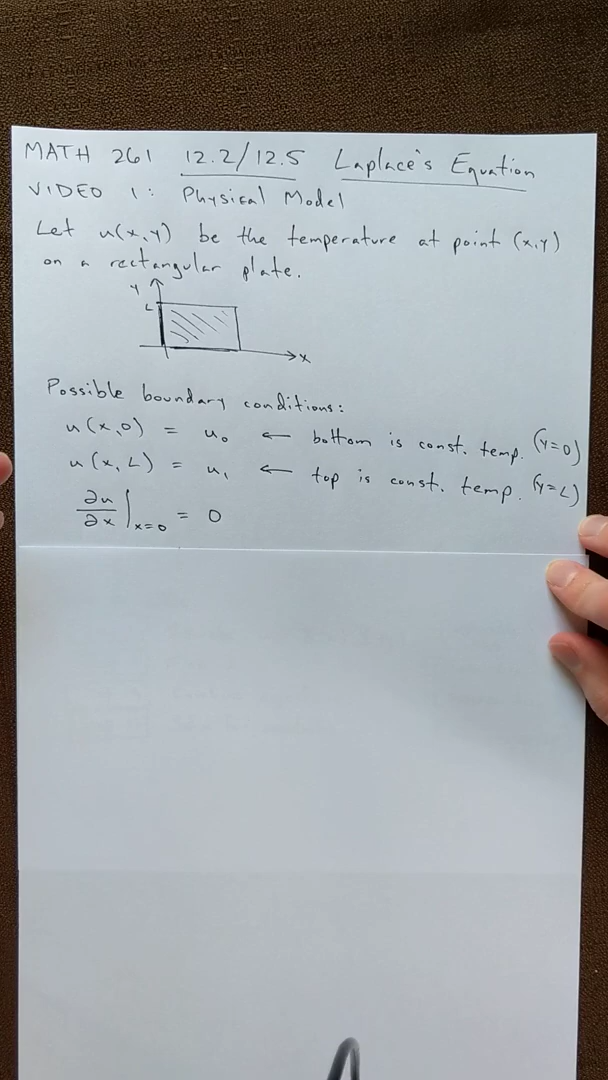 MATH 261 12.2/12.5 Laplace's Equation
VIDEO 1: Physical Model
Let u(x,y) be the temperature at point (x,y)
on a rectangular plate.
y
L
x
Possible boundary conditions:
u(x,0) = u₀ ← bottom is const. temp. (y=0)
u(x,L) = u₁ ← top is const. temp. (y=L)
∂u/∂x |ₓ₌₀ = 0